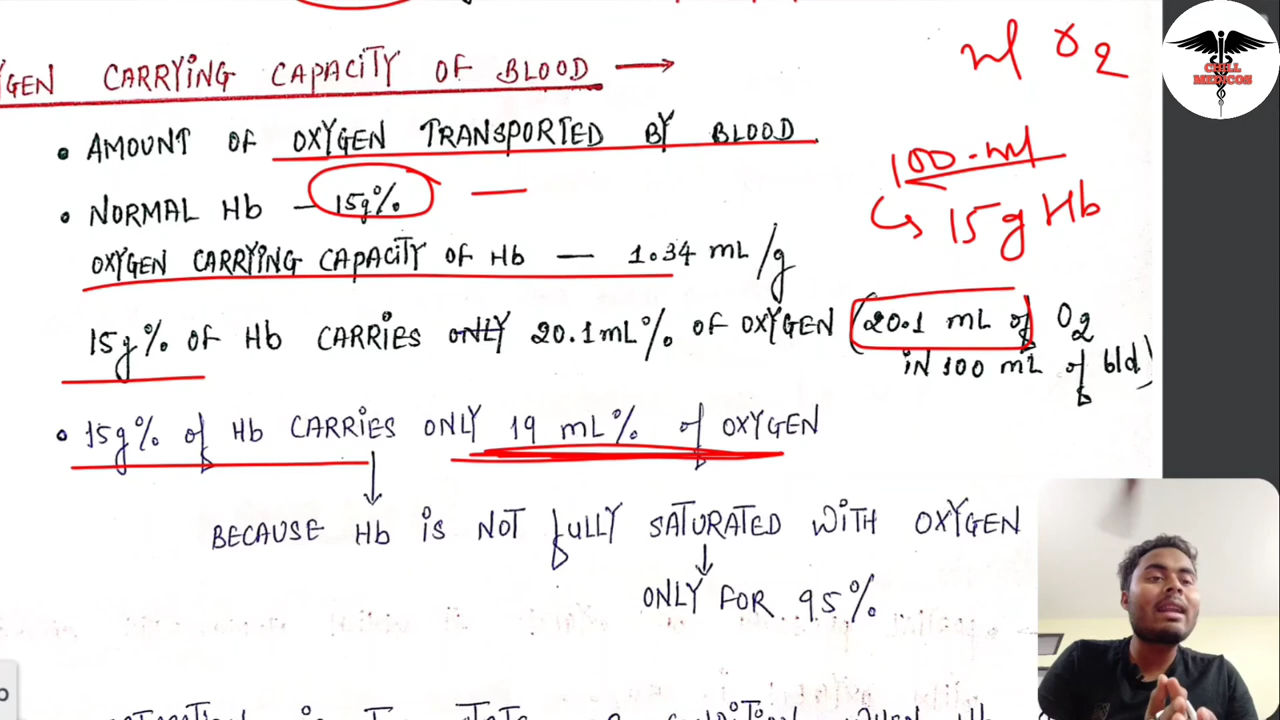 YGEN CARRYING CAPACITY OF BLOOD →
ml O2
CHILL
MEDICOS
• AMOUNT OF OXYGEN TRANSPORTED BY BLOOD
100-ml
• NORMAL Hb – 15g% —
↳ 15g Hb
OXYGEN CARRYING CAPACITY OF Hb — 1.34 mL/g
15g% OF Hb CARRIES ONLY 20.1mL% OF OXYGEN (20.1 mL of O2
IN 100 mL of bld)
• 15g% of Hb CARRIES ONLY 19 mL% of OXYGEN
BECAUSE Hb iS NOT fULLY SATURATED WITH OXYGEN
ONLY FOR 95%